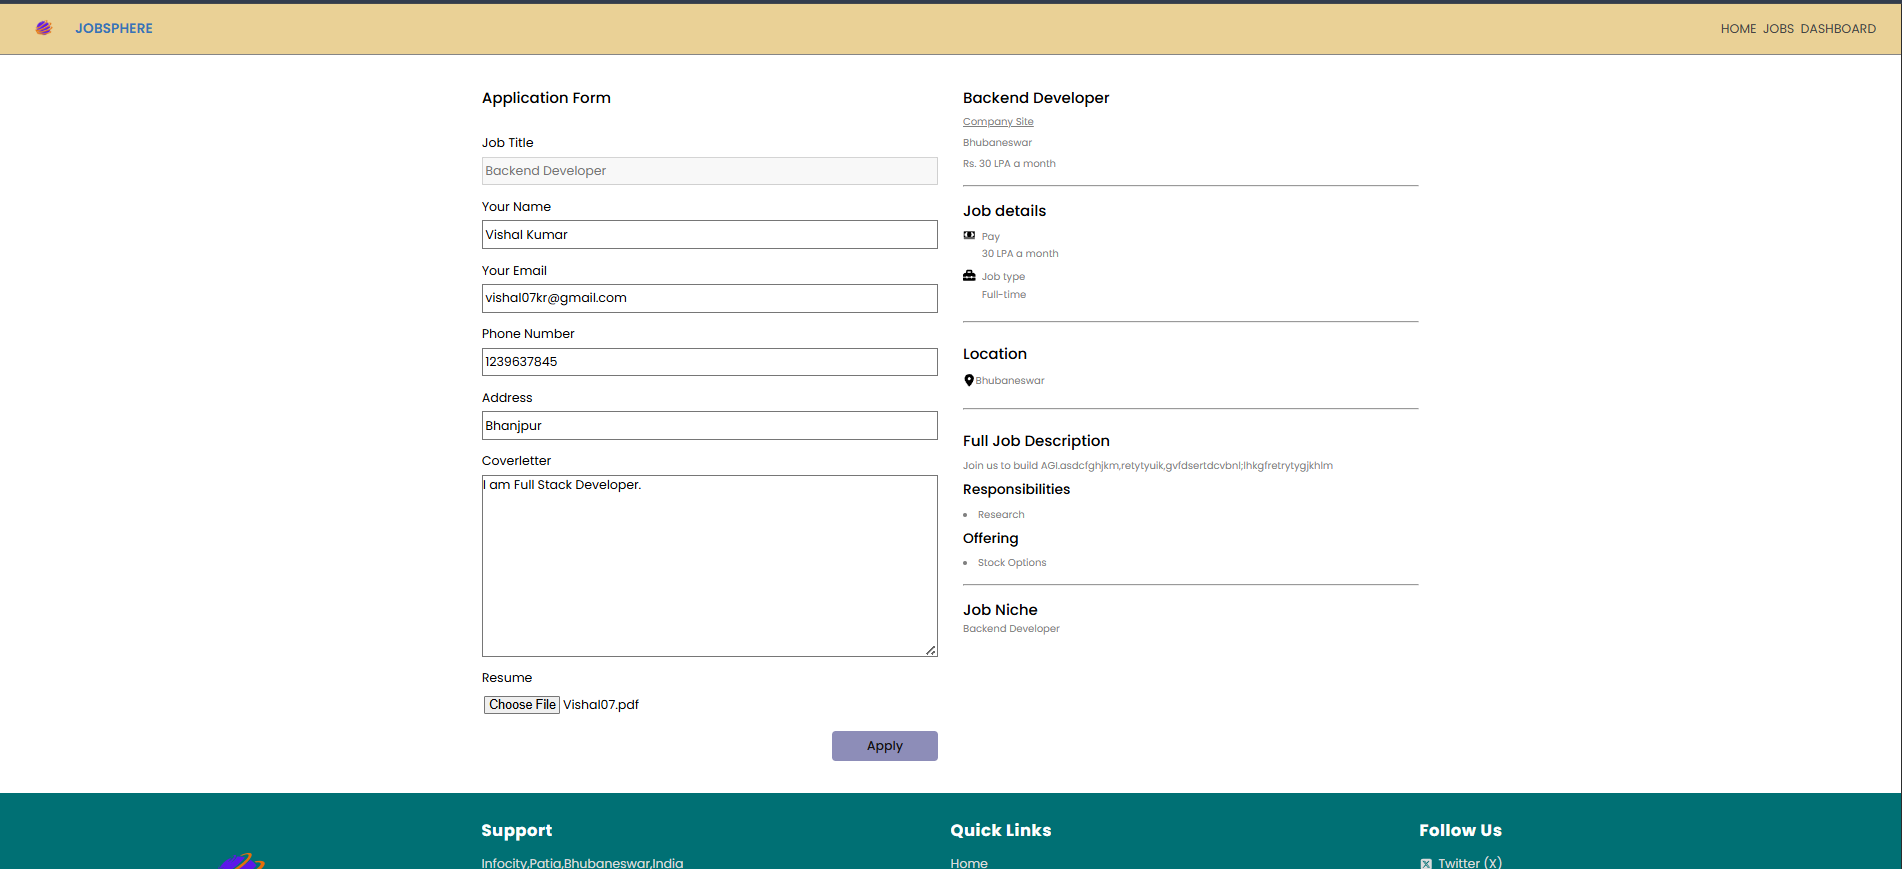 JOBSPHERE
HOME JOBS DASHBOARD
Application Form
Job Title
Backend Developer
Your Name
Vishal Kumar
Your Email
vishal07kr@gmail.com
Phone Number
1239637845
Address
Bhanjpur
Coverletter
I am Full Stack Developer.
Resume
Choose File Vishal07.pdf
Apply
Backend Developer
Company Site
Bhubaneswar
Rs. 30 LPA a month
Job details
Pay
30 LPA a month
Job type
Full-time
Location
Bhubaneswar
Full Job Description
Join us to build AGI.asdcfghjkm,retytyuik,gvfdsertdcvbnl;lhkgfretrytygjkhlm
Responsibilities
Research
Offering
Stock Options
Job Niche
Backend Developer
Support
Infocity,Patia,Bhubaneswar,India
Quick Links
Home
Follow Us
Twitter (X)